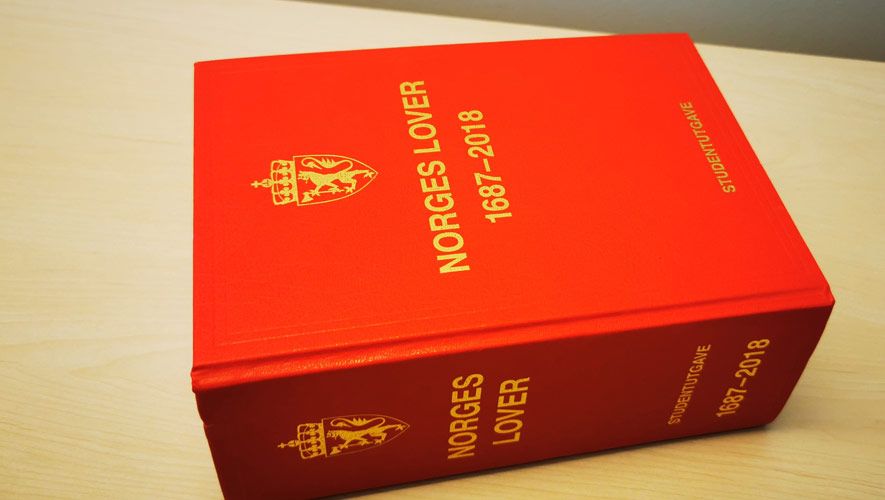 NORGES LOVER
1687–2018
STUDENTUTGAVE
NORGES
LOVER
STUDENTUTGAVE
1687–2018